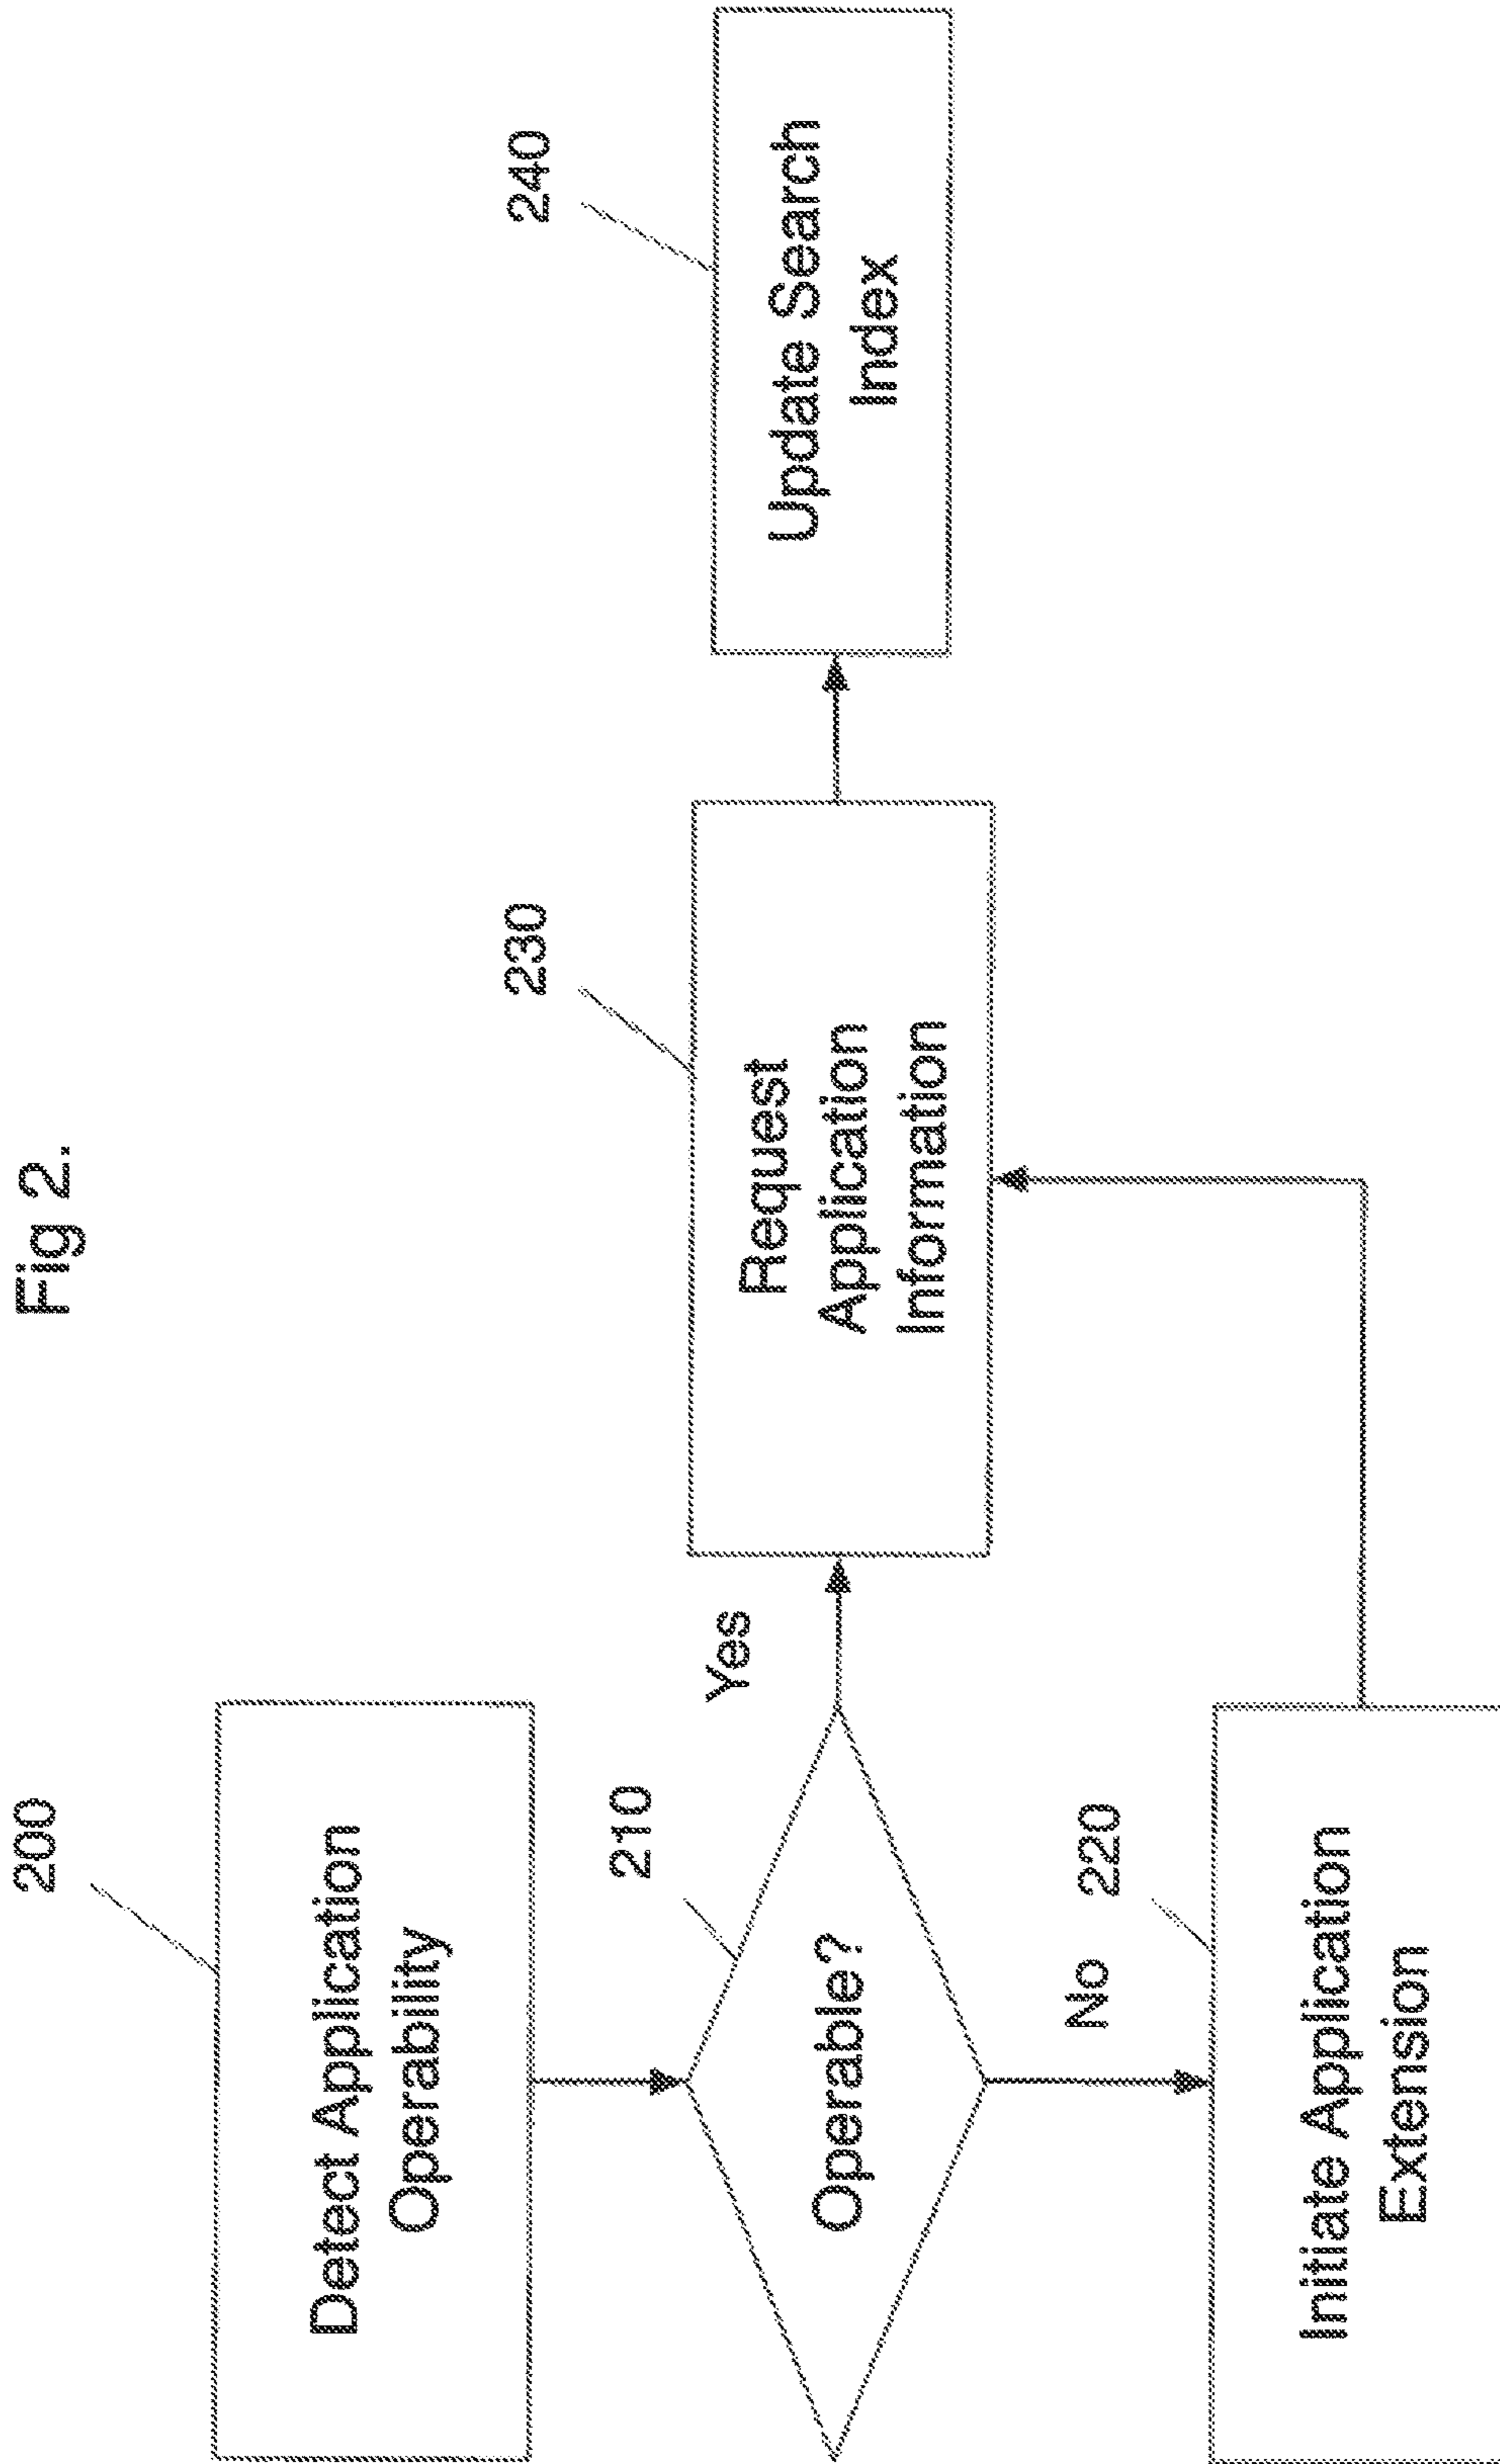 Fig 2.
200
Detect Application
Operability
210
Operable?
Yes
No
220
Initiate Application
Extension
230
Request
Application
Information
240
Update Search
Index